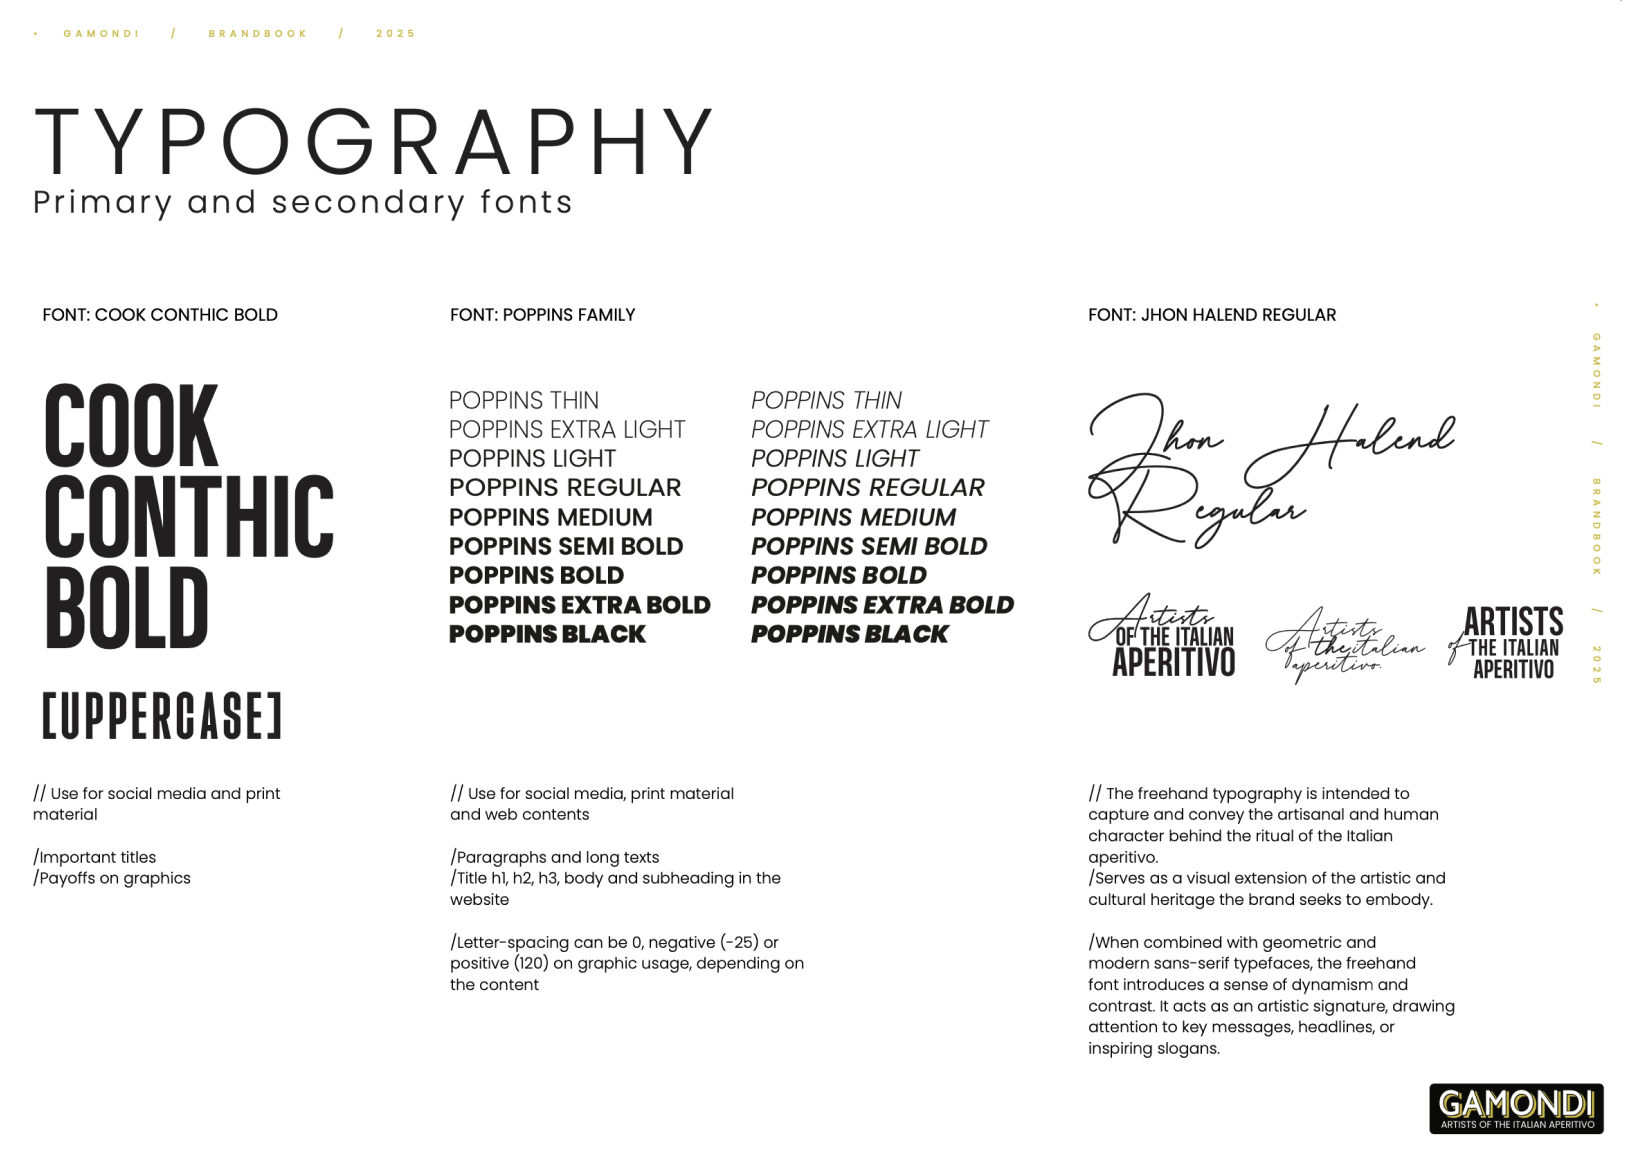 • GAMONDI / BRANDBOOK / 2025
TYPOGRAPHY
Primary and secondary fonts
FONT: COOK CONTHIC BOLD
COOK
CONTHIC
BOLD
[UPPERCASE]
// Use for social media and print
material
/Important titles
/Payoffs on graphics
FONT: POPPINS FAMILY
POPPINS THIN
POPPINS EXTRA LIGHT
POPPINS LIGHT
POPPINS REGULAR
POPPINS MEDIUM
POPPINS SEMI BOLD
POPPINS BOLD
POPPINS EXTRA BOLD
POPPINS BLACK
POPPINS THIN
POPPINS EXTRA LIGHT
POPPINS LIGHT
POPPINS REGULAR
POPPINS MEDIUM
POPPINS SEMI BOLD
POPPINS BOLD
POPPINS EXTRA BOLD
POPPINS BLACK
// Use for social media, print material
and web contents
/Paragraphs and long texts
/Title h1, h2, h3, body and subheading in the
website
/Letter-spacing can be 0, negative (-25) or
positive (120) on graphic usage, depending on
the content
FONT: JHON HALEND REGULAR
Jhon Halend
Regular
Artists
OF THE ITALIAN
APERITIVO
Artists
of the italian
aperitivo.
ARTISTS
of THE ITALIAN
APERITIVO
// The freehand typography is intended to
capture and convey the artisanal and human
character behind the ritual of the Italian
aperitivo.
/Serves as a visual extension of the artistic and
cultural heritage the brand seeks to embody.
/When combined with geometric and
modern sans-serif typefaces, the freehand
font introduces a sense of dynamism and
contrast. It acts as an artistic signature, drawing
attention to key messages, headlines, or
inspiring slogans.
• GAMONDI / BRANDBOOK / 2025
GAMONDI
ARTISTS OF THE ITALIAN APERITIVO